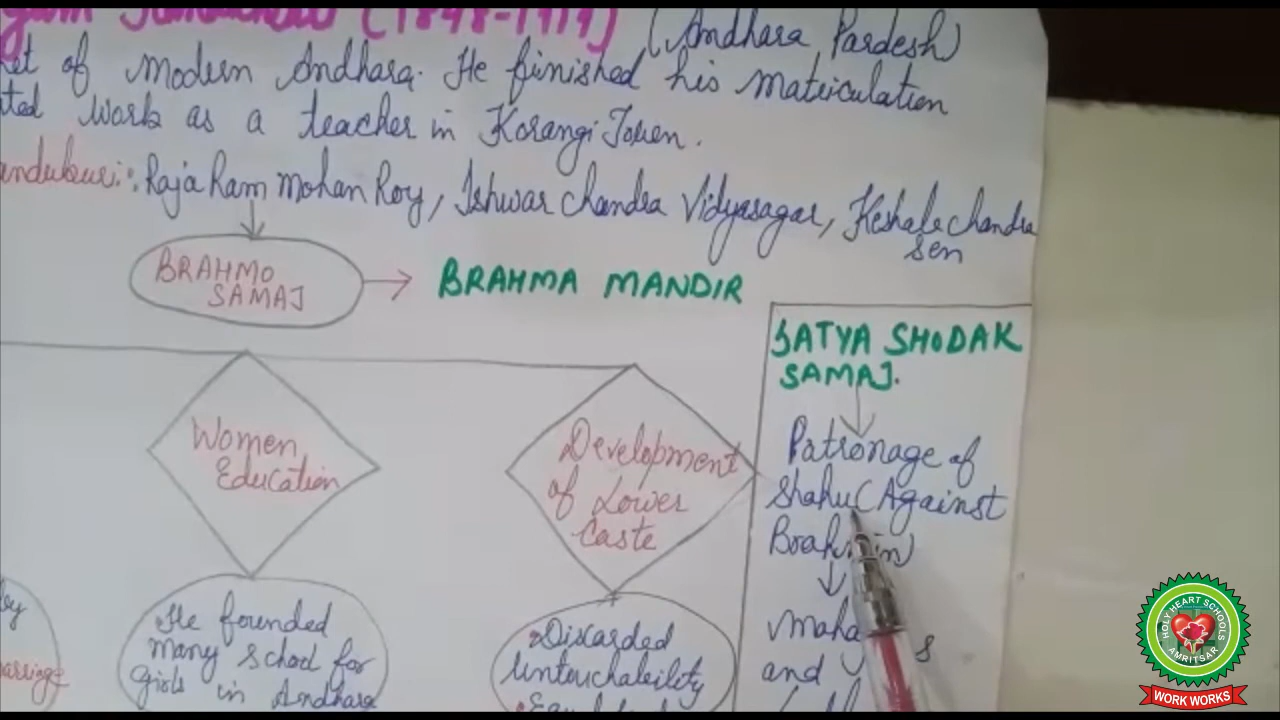 (1848-1919) (Andhara Pardesh)
of modern Andhara. He finished his matriculation
work as a teacher in Korangi Town.
Raja Ram Mohan Roy, Ishwar Chandra Vidyasagar, Keshab Chandra
Sen
BRAHMO
SAMAJ
BRAHMA MANDIR
Women
Education
Development
of Lower
Caste
SATYA SHODAK
SAMAJ.
Patronage of
Shahu (Against
He founded
many school for
girls in Andhara
• Discarded
Untouchability
and
HOLY HEART SCHOOLS
AMRITSAR
WORK WORKS